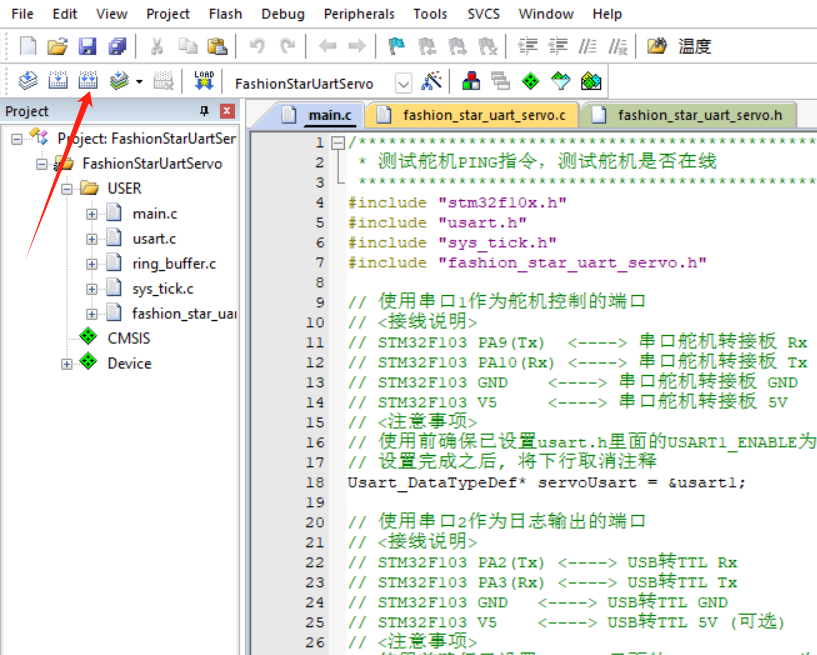 File Edit View Project Flash Debug Peripherals Tools SVCS Window Help
温度
LOAD FashionStarUartServo
Project
main.c fashion_star_uart_servo.c fashion_star_uart_servo.h
Project: FashionStarUartSer
FashionStarUartServo
USER
main.c
usart.c
ring_buffer.c
sys_tick.c
fashion_star_uar
CMSIS
Device
1 /**********************************************
2 * 测试舵机PING指令，测试舵机是否在线
3 **********************************************
4 #include "stm32f10x.h"
5 #include "usart.h"
6 #include "sys_tick.h"
7 #include "fashion_star_uart_servo.h"
8
9 // 使用串口1作为舵机控制的端口
10 // <接线说明>
11 // STM32F103 PA9(Tx) <----> 串口舵机转接板 Rx
12 // STM32F103 PA10(Rx) <----> 串口舵机转接板 Tx
13 // STM32F103 GND <----> 串口舵机转接板 GND
14 // STM32F103 V5 <----> 串口舵机转接板 5V
15 // <注意事项>
16 // 使用前确保已设置usart.h里面的USART1_ENABLE为
17 // 设置完成之后, 将下行取消注释
18 Usart_DataTypeDef* servoUsart = &usart1;
19
20 // 使用串口2作为日志输出的端口
21 // <接线说明>
22 // STM32F103 PA2(Tx) <----> USB转TTL Rx
23 // STM32F103 PA3(Rx) <----> USB转TTL Tx
24 // STM32F103 GND <----> USB转TTL GND
25 // STM32F103 V5 <----> USB转TTL 5V (可选)
26 // <注意事项>